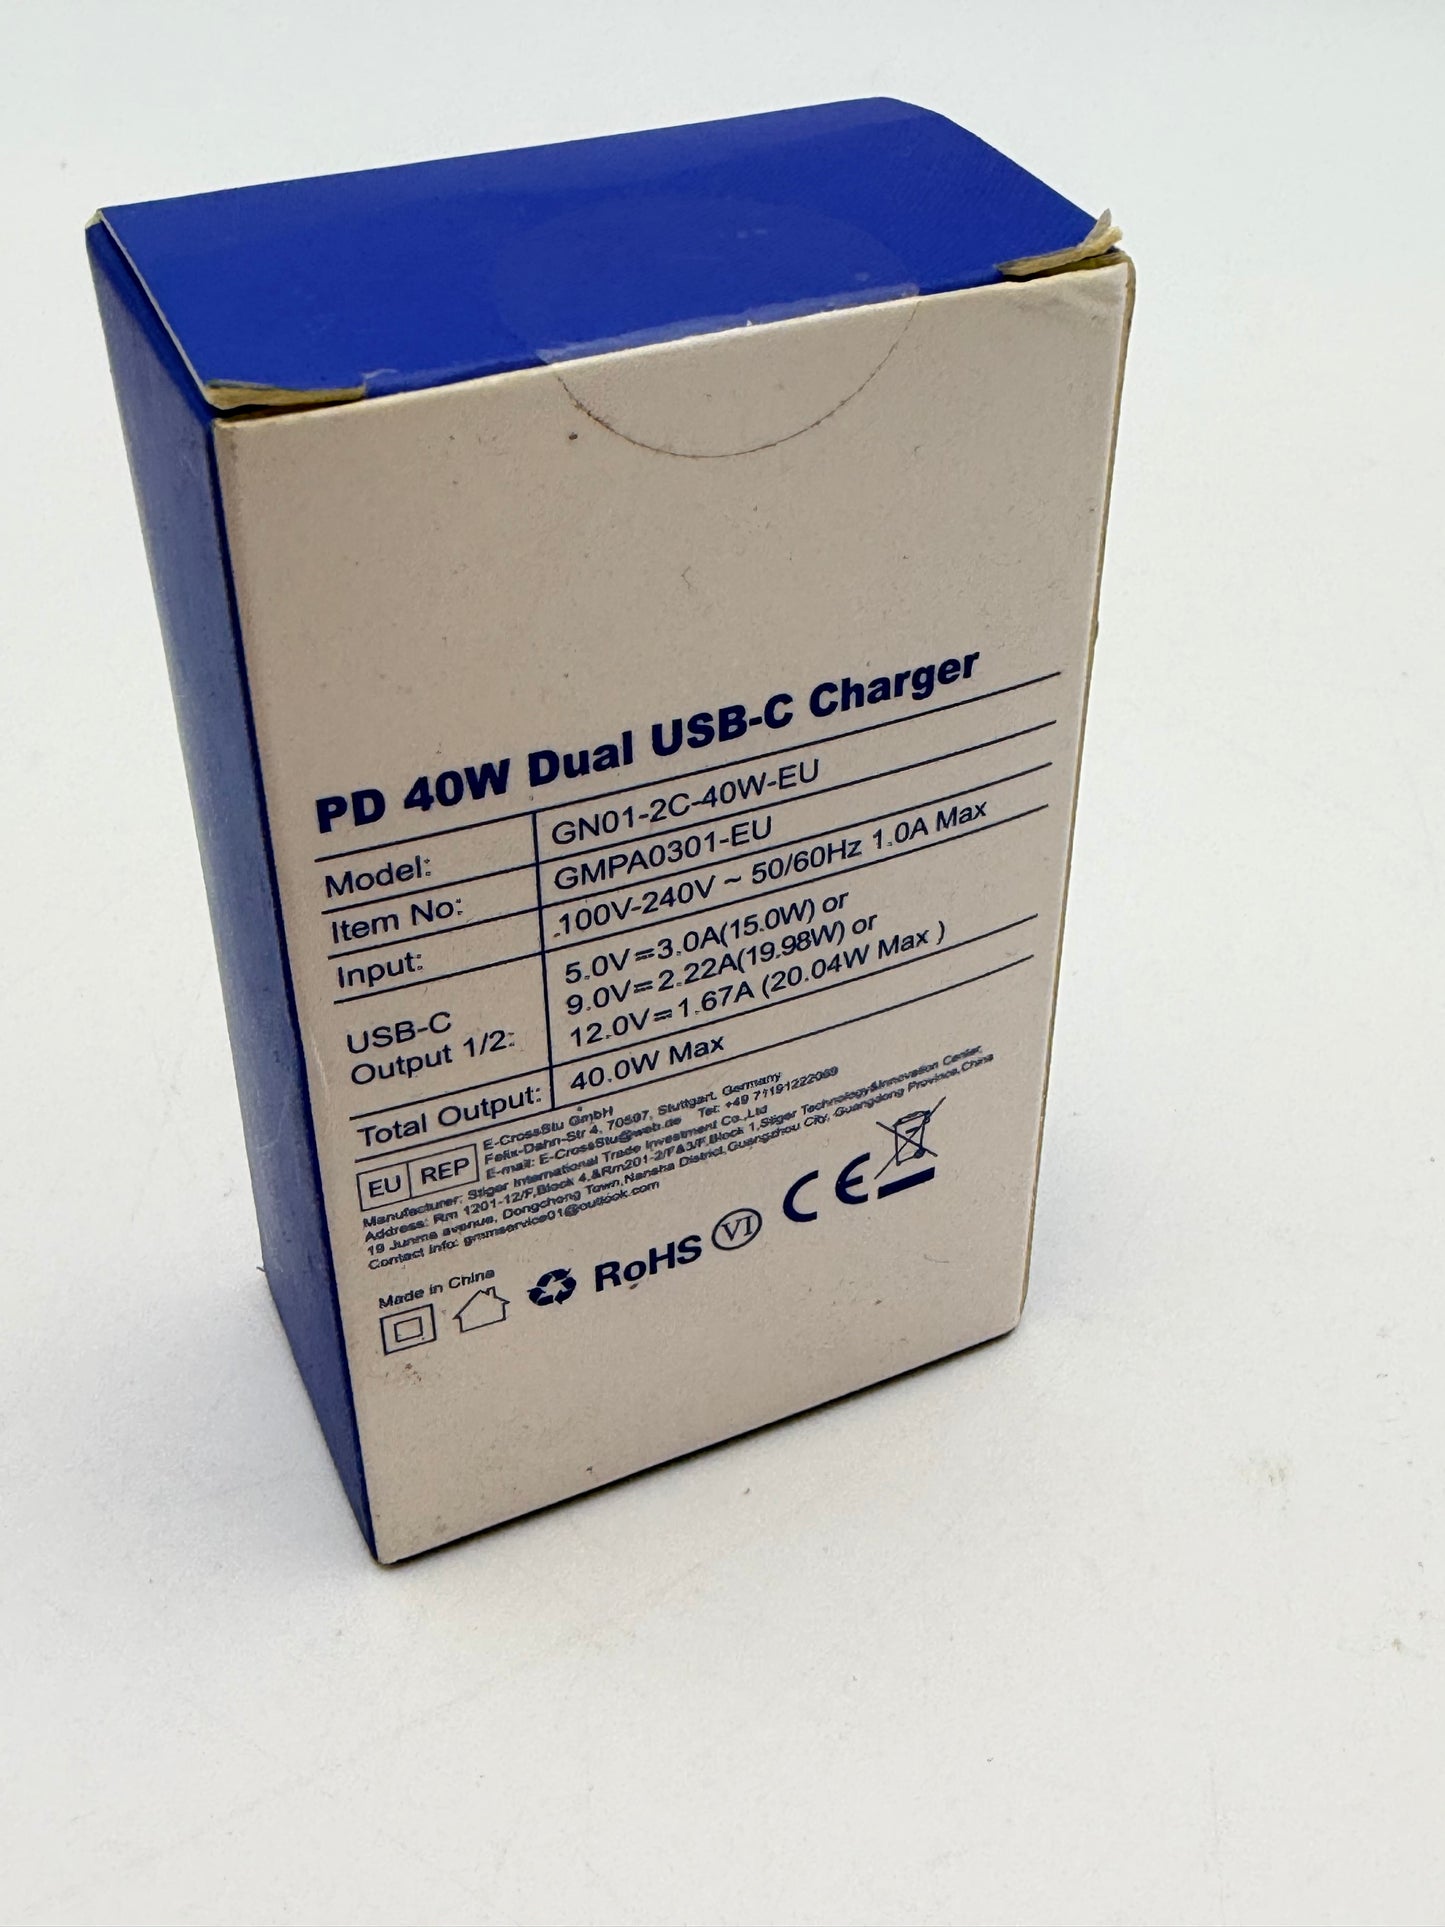 PD 40W Dual USB-C Charger
Model: GN01-2C-40W-EU
Item No: GMPA0301-EU
Input: 100V-240V ~ 50/60Hz 1.0A Max
USB-C Output 1/2: 5.0V⎓3.0A(15.0W) or
9.0V⎓2.22A(19.98W) or
12.0V⎓1.67A (20.04W Max )
Total Output: 40.0W Max
EU REP
E-CrossStu GmbH
Felix-Dahn-Str 4, 70597, Stuttgart, Germany
E-mail: E-CrossStu@web.de Tel: +49 71191222069
Manufacturer: Stiger International Trade Investment Co.,Ltd
Address: Rm 1201-12/F,Block 4,&Rm201-2/F&3/F,Block 1,Stiger Technology&Innovation Center,
19 Junma avenue, Dongchong Town,Nansha District,Guangzhou City, Guangdong Province,China
Contact Info: gmmservice01@outlook.com
Made in China
RoHS VI CE